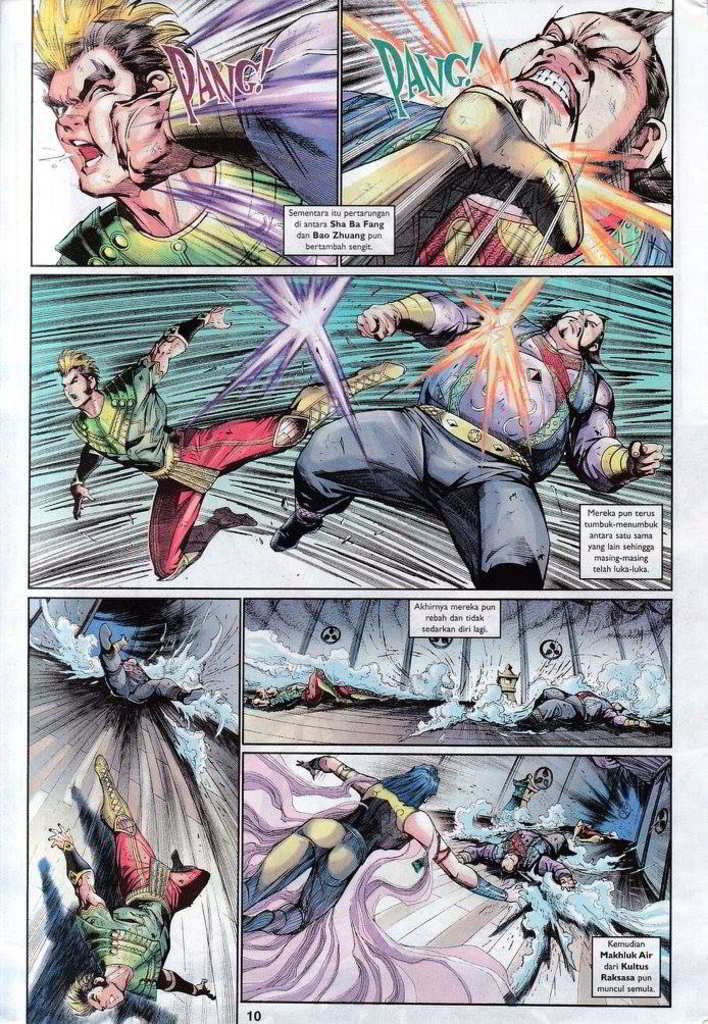 PANG!
PANG!
Sementara itu pertarungan
di antara Sha Ba Fang
dan Bao Zhuang pun
bertambah sengit.
Mereka pun terus
tumbuk-menumbuk
antara satu sama
yang lain sehingga
masing-masing
telah luka-luka.
Akhirnya mereka pun
rebah dan tidak
sedarkan diri lagi.
Kemudian
Makhluk Air
dari Kultus
Raksasa pun
muncul semula.
10